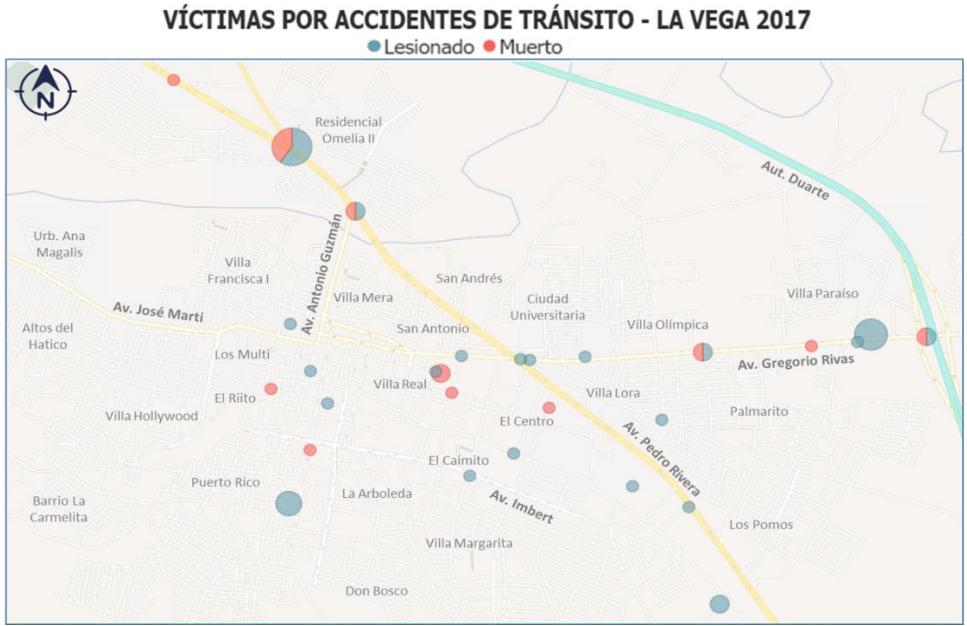 VÍCTIMAS POR ACCIDENTES DE TRÁNSITO - LA VEGA 2017
Lesionado Muerto
N
Residencial
Omelia II
Aut. Duarte
Urb. Ana
Magalis
Villa
Francisca I
Av. Antonio Guzmán
San Andrés
Villa Mera
Ciudad
Universitaria
Villa Paraíso
Av. José Marti
Altos del
Hatico
San Antonio
Villa Olímpica
Los Multi
Av. Gregorio Rivas
Villa Real
El Riito
Villa Lora
Villa Hollywood
El Centro
Palmarito
Av. Pedro Rivera
El Caimito
Puerto Rico
La Arboleda
Av. Imbert
Barrio La
Carmelita
Los Pomos
Villa Margarita
Don Bosco